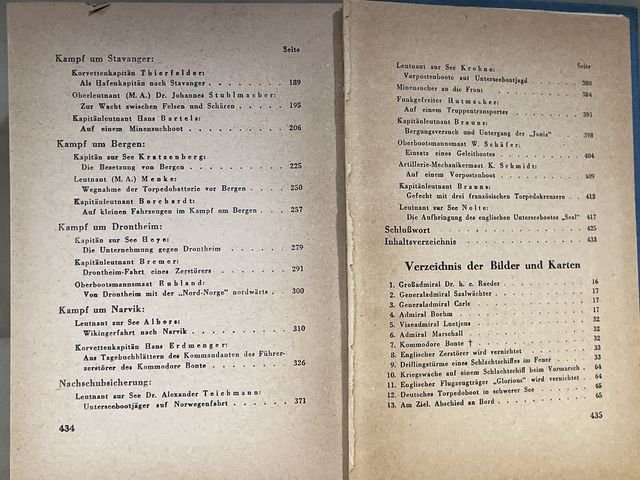 Seite
Kampf um Stavanger:
Korvettenkapitän Thierfelder:
Als Hafenkapitän nach Stavanger . . . . . . . . 189
Oberleutnant (M. A.) Dr. Johannes Stuhlmacher:
Zur Wacht zwischen Felsen und Schären . . . . . . 195
Kapitänleutnant Hans Bartels:
Auf einem Minensuchboot . . . . . . . . . . 206
Kampf um Bergen:
Kapitän zur See Kratzenberg:
Die Besetzung von Bergen . . . . . . . . . . 225
Leutnant (M. A.) Menke:
Wegnahme der Torpedobatterie vor Bergen . . . . 250
Kapitänleutnant Borchardt:
Auf kleinen Fahrzeugen im Kampf um Bergen . . . . 257
Kampf um Drontheim:
Kapitän zur See Heye:
Die Unternehmung gegen Drontheim . . . . . . . 279
Kapitänleutnant Bremer:
Drontheim-Fahrt eines Zerstörers . . . . . . . . 291
Oberbootsmannsmaat Rubland:
Von Drontheim mit der „Nord-Norge" nordwärts . . . 300
Kampf um Narvik:
Leutnant zur See Albers:
Wikingerfahrt nach Narvik . . . . . . . . . . 310
Korvettenkapitän Hans Erdmenger:
Aus Tagebuchblättern des Kommandanten des Führer-
zerstörers des Kommodore Bonte . . . . . . . . 326
Nachschubsicherung:
Leutnant zur See Dr. Alexander Teichmann:
Unterseebootjäger auf Norwegenfahrt . . . . . . . 371
434
Seite
Leutnant zur See Krohne:
Vorpostenboote auf Unterseebootjagd . . . . . . 380
Minensucher an die Front . . . . . . . . . . 384
Funkgefreiter Hutmacher:
Auf einem Truppentransporter . . . . . . . . . 391
Kapitänleutnant Brauns:
Bergungsversuch und Untergang der „Jonia" . . . . 398
Oberbootsmannsmaat W. Schäfer:
Einsatz eines Geleitbootes . . . . . . . . . . 404
Artillerie-Mechanikermaat K. Schmidt:
Auf einem Vorpostenboot . . . . . . . . . . 409
Kapitänleutnant Brauns:
Gefecht mit drei französischen Torpedokreuzern . . . 413
Leutnant zur See Nolte:
Die Aufbringung des englischen Unterseebootes „Seal" 417
Schlußwort . . . . . . . . . . . . . . . 425
Inhaltsverzeichnis . . . . . . . . . . . . . 433
Verzeichnis der Bilder und Karten
1. Großadmiral Dr. h. c. Raeder . . . . . . . . . 16
2. Generaladmiral Saalwächter . . . . . . . . . 17
3. Generaladmiral Carls . . . . . . . . . . . 17
4. Admiral Boehm . . . . . . . . . . . . . 17
5. Vizeadmiral Luetjens . . . . . . . . . . . 32
6. Admiral Marschall . . . . . . . . . . . . 32
7. Kommodore Bonte † . . . . . . . . . . . . 32
8. Englischer Zerstörer wird vernichtet . . . . . . . 33
9. Drillingstürme eines Schlachtschiffes im Feuer . . . . 33
10. Kriegswache auf einem Schlachtschiff beim Vormarsch . . 64
11. Englischer Flugzeugträger „Glorious" wird vernichtet . . 64
12. Deutsches Torpedoboot in schwerer See . . . . . . 65
13. Am Ziel. Abschied an Bord . . . . . . . . . . 65
435